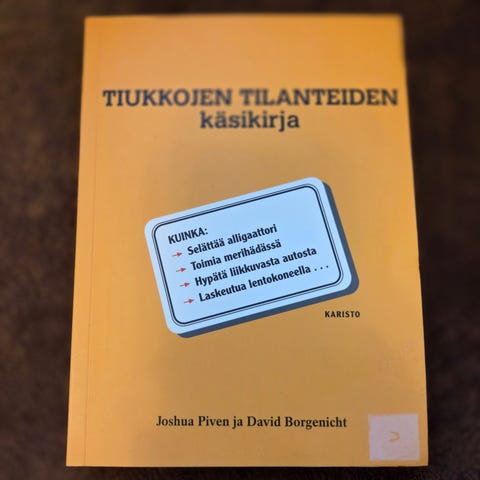 TIUKKOJEN TILANTEIDEN
käsikirja
KUINKA:
→ Selättää alligaattori
→ Toimia merihädässä
→ Hypätä liikkuvasta autosta
→ Laskeutua lentokoneella . . .
KARISTO
Joshua Piven ja David Borgenicht